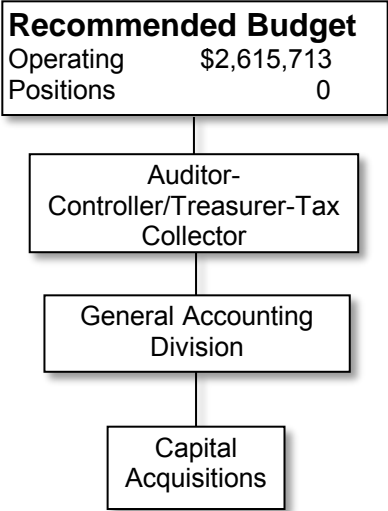 Recommended Budget
Operating $2,615,713
Positions 0
Auditor-
Controller/Treasurer-Tax
Collector
General Accounting
Division
Capital
Acquisitions